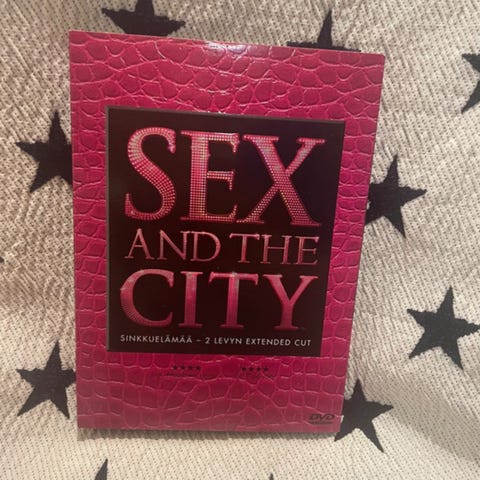 SEX
AND THE
CITY
SINKKUELÄMÄÄ – 2 LEVYN EXTENDED CUT
★★★★ ★★★★
DVD